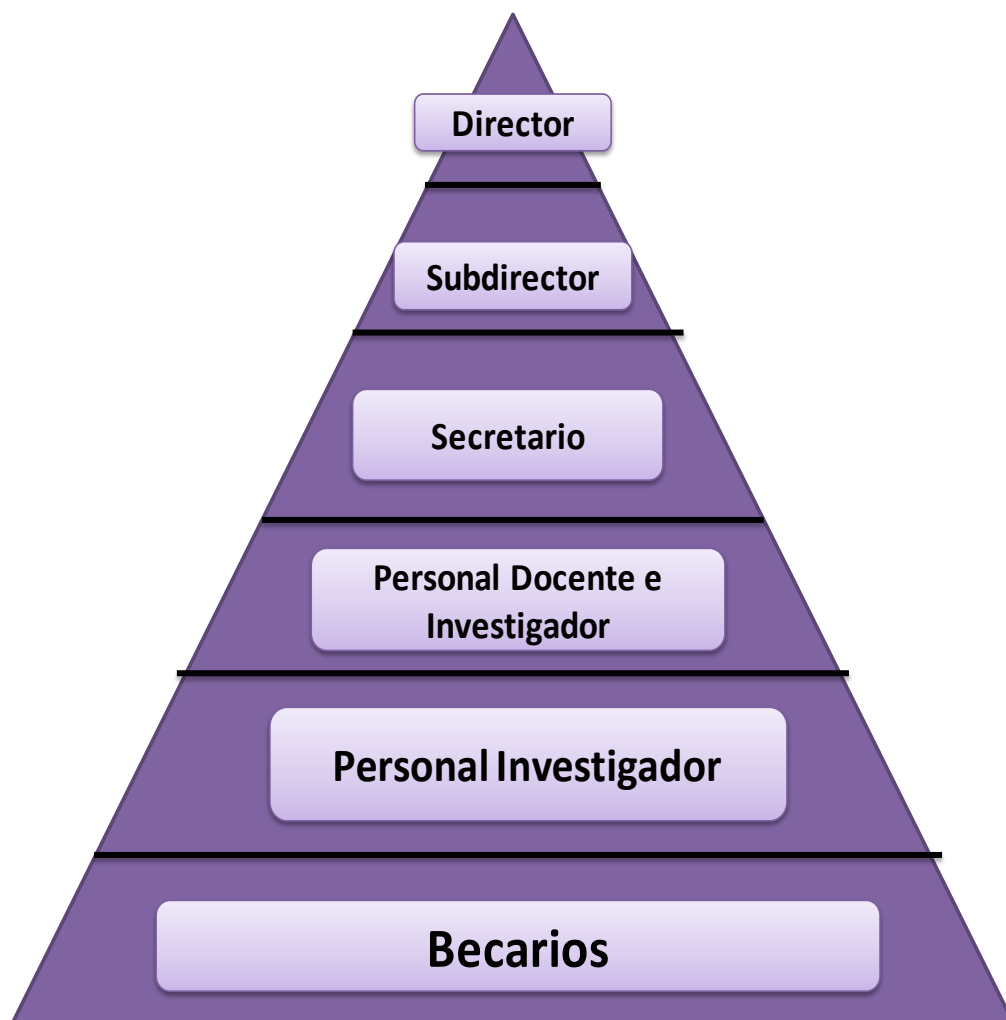 Director
Subdirector
Secretario
Personal Docente e
Investigador
Personal Investigador
Becarios